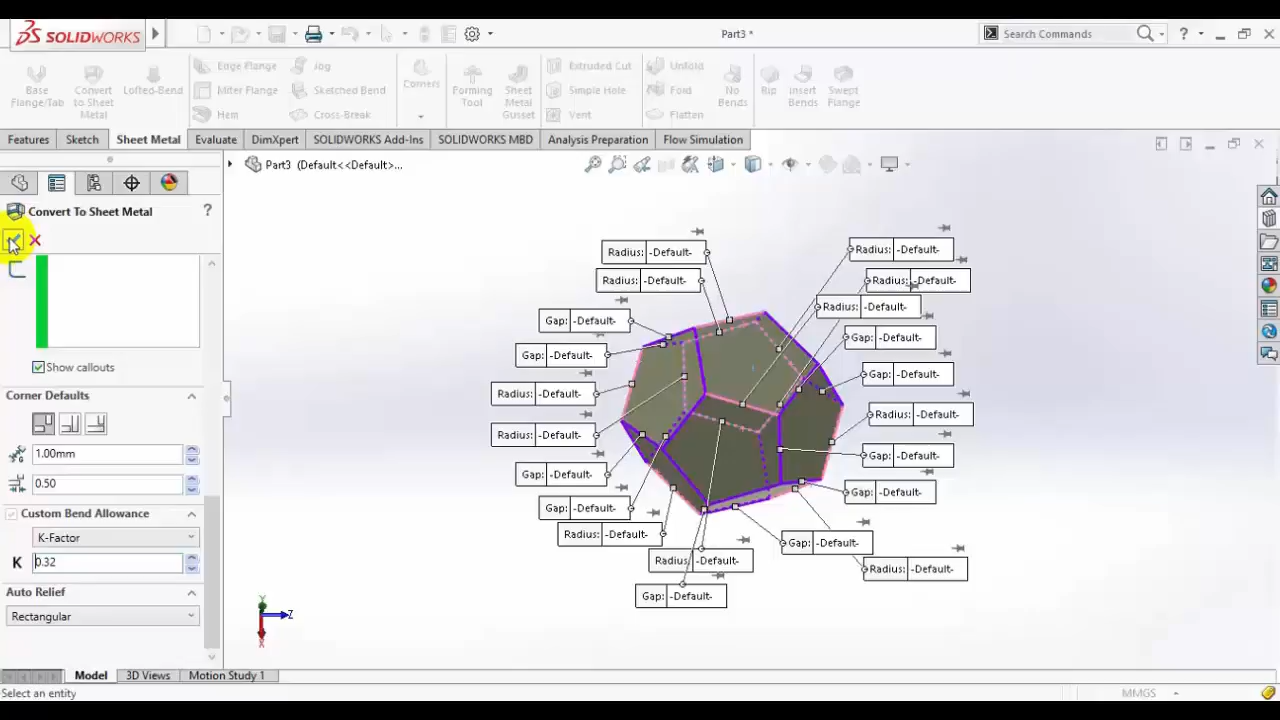 SOLIDWORKS
Part3 *
Search Commands
?
Base Flange/Tab
Convert to Sheet Metal
Lofted-Bend
Edge Flange
Miter Flange
Hem
Jog
Sketched Bend
Cross-Break
Corners
Forming Tool
Sheet Metal Gusset
Extruded Cut
Simple Hole
Vent
Unfold
Fold
Flatten
No Bends
Rip
Insert Bends
Swept Flange
Features
Sketch
Sheet Metal
Evaluate
DimXpert
SOLIDWORKS Add-Ins
SOLIDWORKS MBD
Analysis Preparation
Flow Simulation
Part3 (Default<<Default>...
Convert To Sheet Metal
?
Show callouts
Corner Defaults
1.00mm
0.50
Custom Bend Allowance
K-Factor
K
0.32
Auto Relief
Rectangular
Radius: -Default-
Radius: -Default-
Radius: -Default-
Radius: -Default-
Radius: -Default-
Gap: -Default-
Gap: -Default-
Gap: -Default-
Gap: -Default-
Radius: -Default-
Radius: -Default-
Radius: -Default-
Gap: -Default-
Gap: -Default-
Gap: -Default-
Gap: -Default-
Radius: -Default-
Gap: -Default-
Radius: -Default-
Radius: -Default-
Gap: -Default-
Y
Z
X
Model
3D Views
Motion Study 1
Select an entity
MMGS